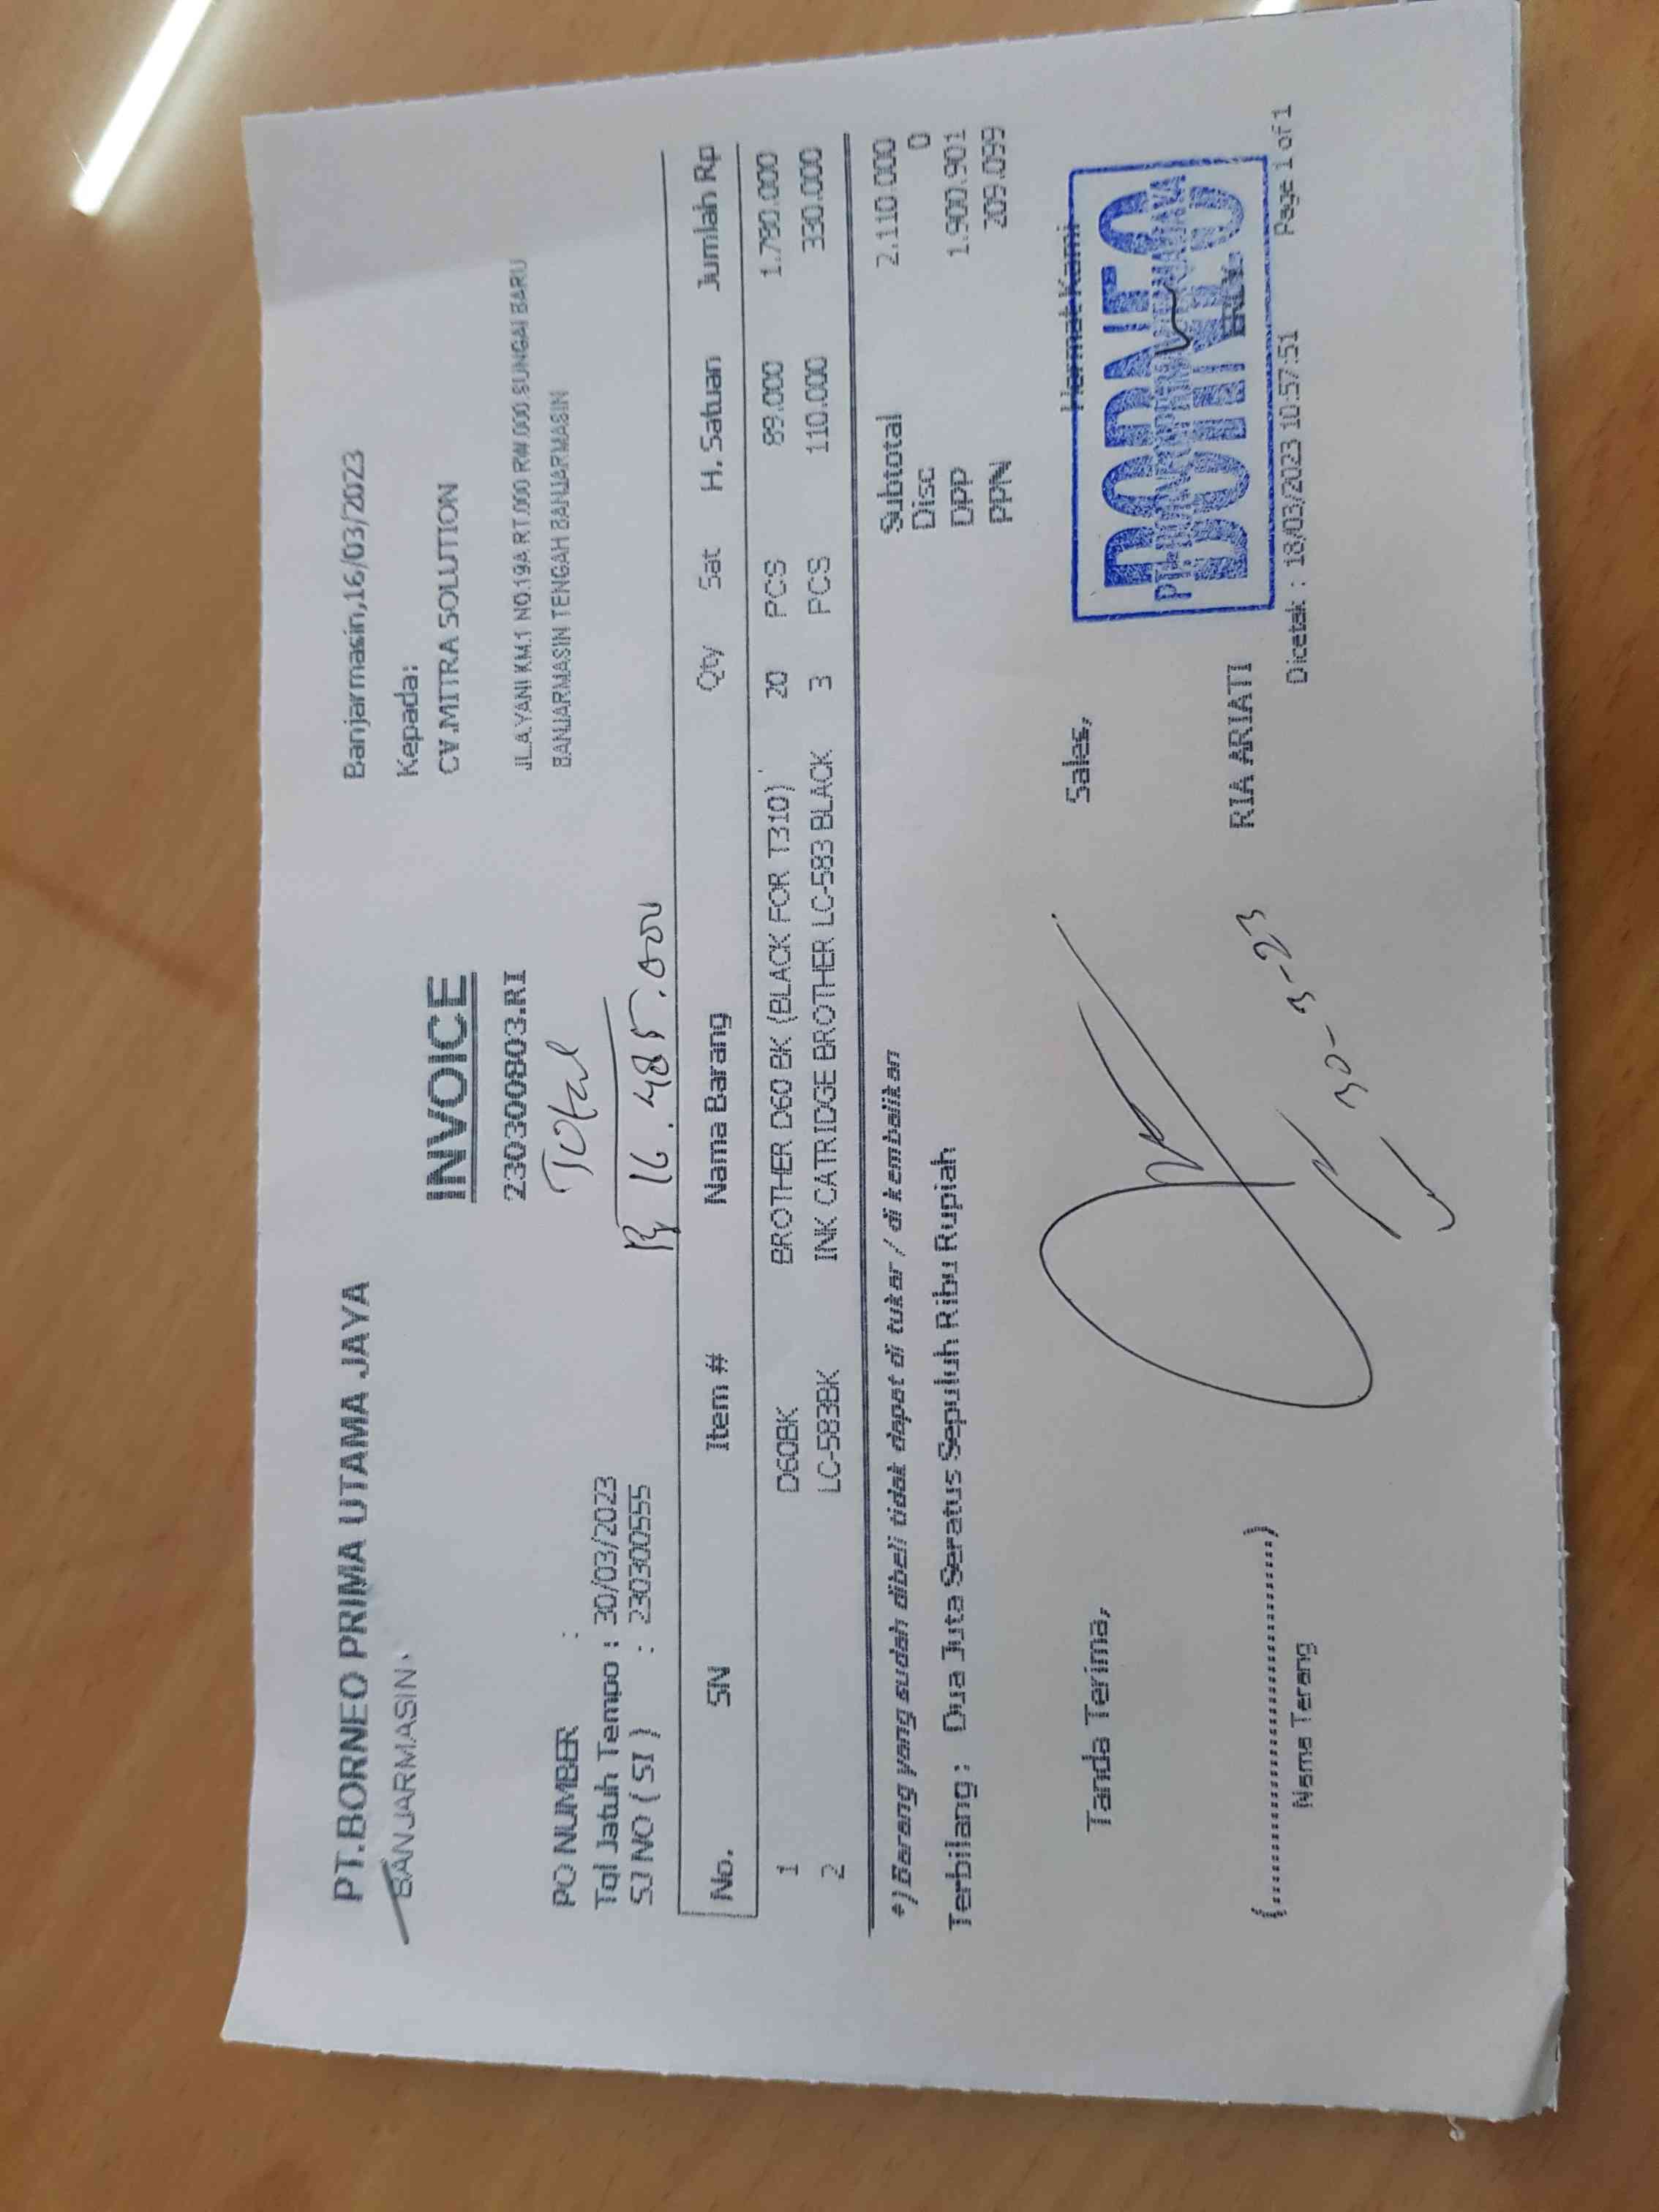 PT.BORNEO PRIMA UTAMA JAYA
BANJARMASIN
Banjarmasin,16/03/2023
Kepada:
CV.MITRA SOLUTION
JL.A.YANI KM.1 NO.19A RT.000 RW.000 SUNGAI BARU
BANJARMASIN TENGAH BANJARMASIN
INVOICE
230300803.RI
Total
Rp 16.485.000
PO NUMBER :
Tgl Jatuh Tempo : 30/03/2023
SJ NO ( SI ) : 230300555
No. SN Item # Nama Barang Qty Sat H. Satuan Jumlah Rp
1 D60BK BROTHER D60 BK (BLACK FOR T310) 20 PCS 89.000 1.780.000
2 LC-583BK INK CATRIDGE BROTHER LC-583 BLACK 3 PCS 110.000 330.000
*) Barang yang sudah dibeli tidak dapat di tukar / di kembalikan
Terbilang : Dua Juta Seratus Sepuluh Ribu Rupiah
Subtotal 2.110.000
Disc 0
DPP 1.900.901
PPN 209.099
Tanda Terima,
Sales,
Hormat Kami
BORNEO
PT.
(..............................)
Nama Terang
30-3-23
RIA ARIATI
Dicetak : 18/03/2023 10:57:51 Page 1 of 1